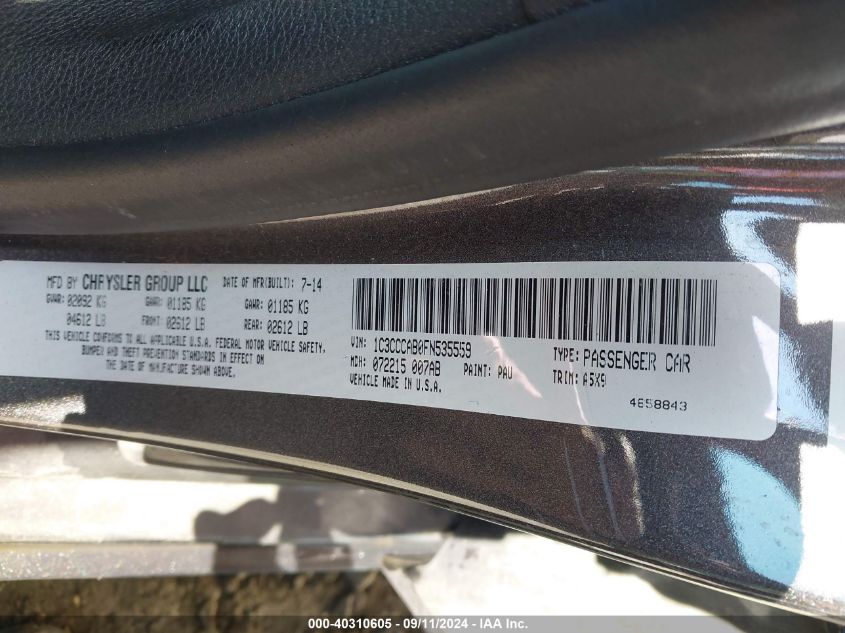 MFD BY CHRYSLER GROUP LLC DATE OF MFR(BUILT): 7-14
GVWR: 02092 KG GAWR: 01185 KG GAWR: 01185 KG
04612 LB FRONT: 02612 LB REAR: 02612 LB
THIS VEHICLE CONFORMS TO ALL APPLICABLE U.S.A. FEDERAL MOTOR VEHICLE SAFETY,
BUMPER AND THEFT PREVENTION STANDARDS IN EFFECT ON
THE DATE OF MANUFACTURE SHOWN ABOVE.
VIN: 1C3CCCAB0FN535559 TYPE: PASSENGER CAR
MDH: 072215 007AB PAINT: PAU TRIM: A5X9
VEHICLE MADE IN U.S.A.
4658843
000-40310605 - 09/11/2024 - IAA Inc.